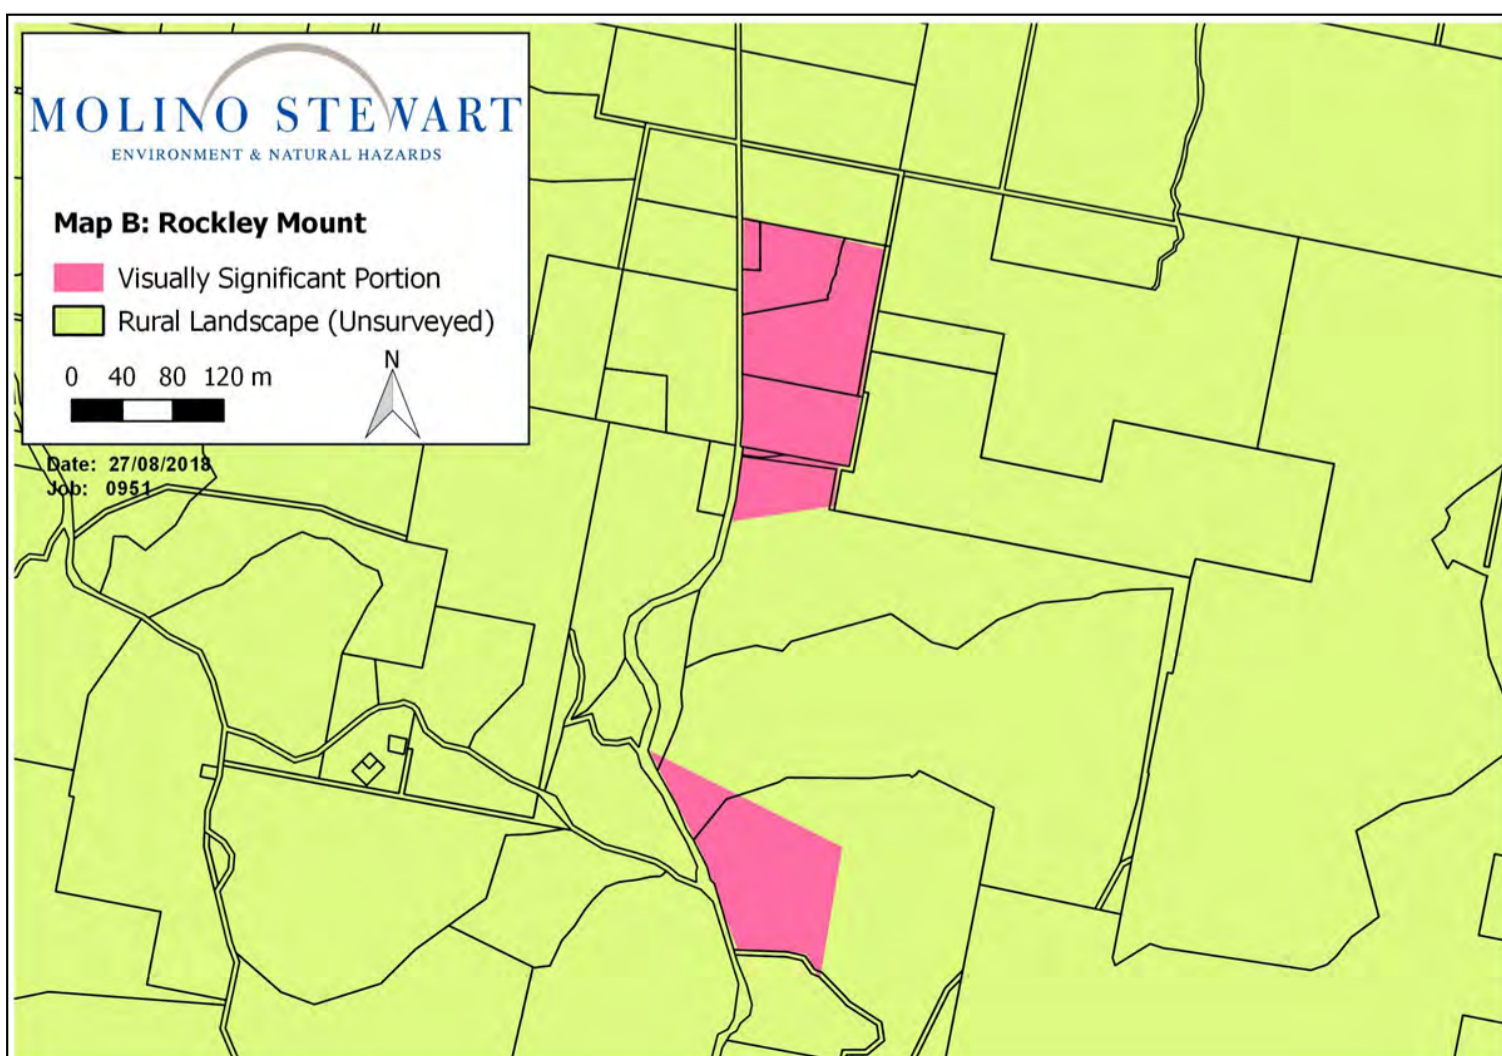 MOLINO STEWART
ENVIRONMENT & NATURAL HAZARDS
Map B: Rockley Mount
Visually Significant Portion
Rural Landscape (Unsurveyed)
N
0 40 80 120 m
Date: 27/08/2018
Job: 0951